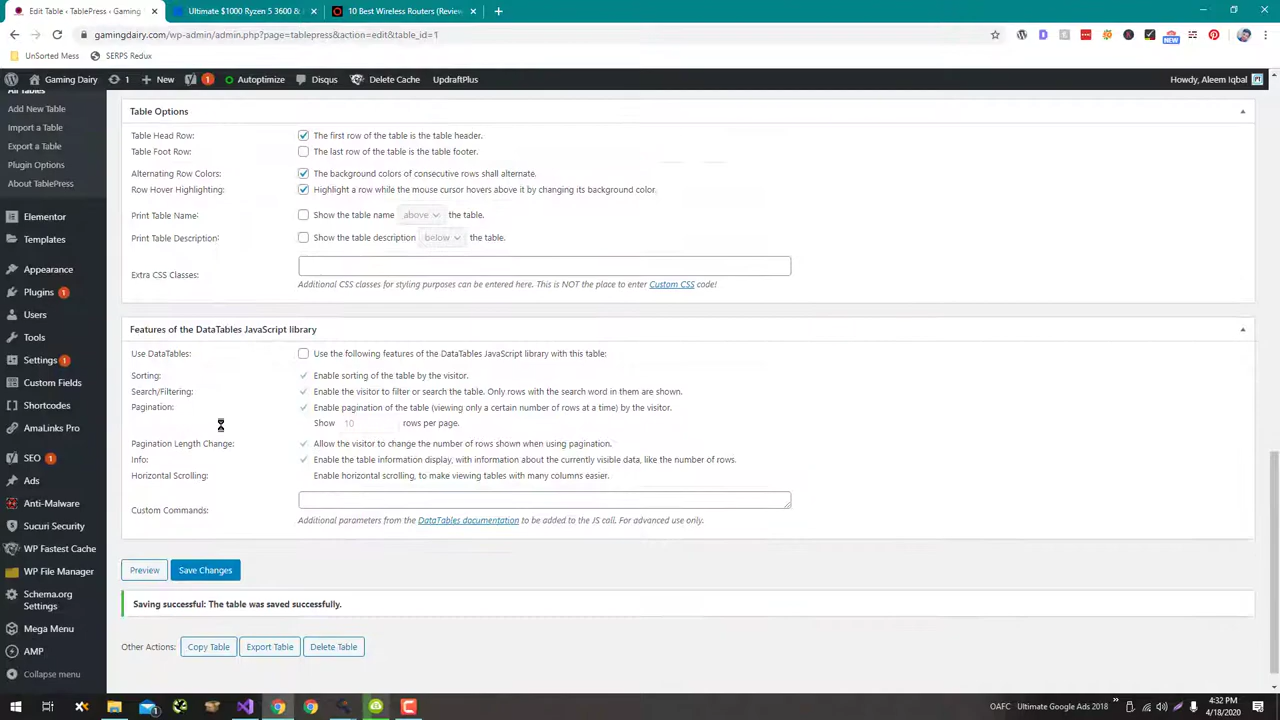 Edit Table ‹ TablePress ‹ Gaming
Ultimate $1000 Ryzen 5 3600 &
10 Best Wireless Routers (Review
gamingdairy.com/wp-admin/admin.php?page=tablepress&action=edit&table_id=1
NEW
UnSorted Mess
SERPS Redux
Gaming Dairy
1
New
1
Autoptimize
Disqus
Delete Cache
UpdraftPlus
Howdy, Aleem Iqbal
All Tables
Add New Table
Import a Table
Export a Table
Plugin Options
About TablePress
Elementor
Templates
Appearance
Plugins 1
Users
Tools
Settings 1
Custom Fields
Shortcodes
AmaLinks Pro
SEO 1
Ads
Anti-Malware
Sucuri Security
WP Fastest Cache
WP File Manager
Schema.org
Settings
Mega Menu
AMP
Collapse menu
Table Options
Table Head Row: The first row of the table is the table header.
Table Foot Row: The last row of the table is the table footer.
Alternating Row Colors: The background colors of consecutive rows shall alternate.
Row Hover Highlighting: Highlight a row while the mouse cursor hovers above it by changing its background color.
Print Table Name: Show the table name above the table.
Print Table Description: Show the table description below the table.
Extra CSS Classes:
Additional CSS classes for styling purposes can be entered here. This is NOT the place to enter Custom CSS code!
Features of the DataTables JavaScript library
Use DataTables: Use the following features of the DataTables JavaScript library with this table:
Sorting: Enable sorting of the table by the visitor.
Search/Filtering: Enable the visitor to filter or search the table. Only rows with the search word in them are shown.
Pagination: Enable pagination of the table (viewing only a certain number of rows at a time) by the visitor.
Show 10 rows per page.
Pagination Length Change: Allow the visitor to change the number of rows shown when using pagination.
Info: Enable the table information display, with information about the currently visible data, like the number of rows.
Horizontal Scrolling: Enable horizontal scrolling, to make viewing tables with many columns easier.
Custom Commands:
Additional parameters from the DataTables documentation to be added to the JS call. For advanced use only.
Preview
Save Changes
Saving successful: The table was saved successfully.
Other Actions: Copy Table Export Table Delete Table
OAFC
Ultimate Google Ads 2018
4:32 PM
4/18/2020